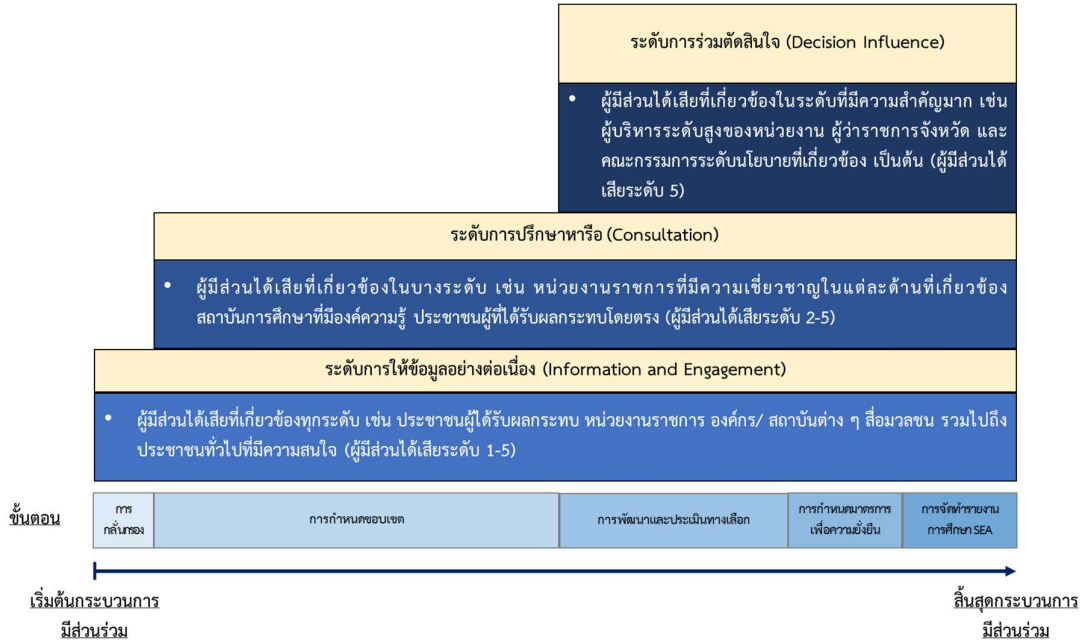 ระดับการร่วมตัดสินใจ (Decision Influence)
• ผู้มีส่วนได้เสียที่เกี่ยวข้องในระดับที่มีความสำคัญมาก เช่น
ผู้บริหารระดับสูงของหน่วยงาน ผู้ว่าราชการจังหวัด และ
คณะกรรมการระดับนโยบายที่เกี่ยวข้อง เป็นต้น (ผู้มีส่วนได้
เสียระดับ 5)
ระดับการปรึกษาหารือ (Consultation)
• ผู้มีส่วนได้เสียที่เกี่ยวข้องในบางระดับ เช่น หน่วยงานราชการที่มีความเชี่ยวชาญในแต่ละด้านที่เกี่ยวข้อง
สถาบันการศึกษาที่มีองค์ความรู้ ประชาชนผู้ที่ได้รับผลกระทบโดยตรง (ผู้มีส่วนได้เสียระดับ 2-5)
ระดับการให้ข้อมูลอย่างต่อเนื่อง (Information and Engagement)
• ผู้มีส่วนได้เสียที่เกี่ยวข้องทุกระดับ เช่น ประชาชนผู้ได้รับผลกระทบ หน่วยงานราชการ องค์กร/ สถาบันต่าง ๆ สื่อมวลชน รวมไปถึง
ประชาชนทั่วไปที่มีความสนใจ (ผู้มีส่วนได้เสียระดับ 1-5)
ขั้นตอน
การ
กลั่นกรอง
การกำหนดขอบเขต
การพัฒนาและประเมินทางเลือก
การกำหนดมาตรการ
เพื่อความยั่งยืน
การจัดทำรายงาน
การศึกษา SEA
เริ่มต้นกระบวนการ
มีส่วนร่วม
สิ้นสุดกระบวนการ
มีส่วนร่วม